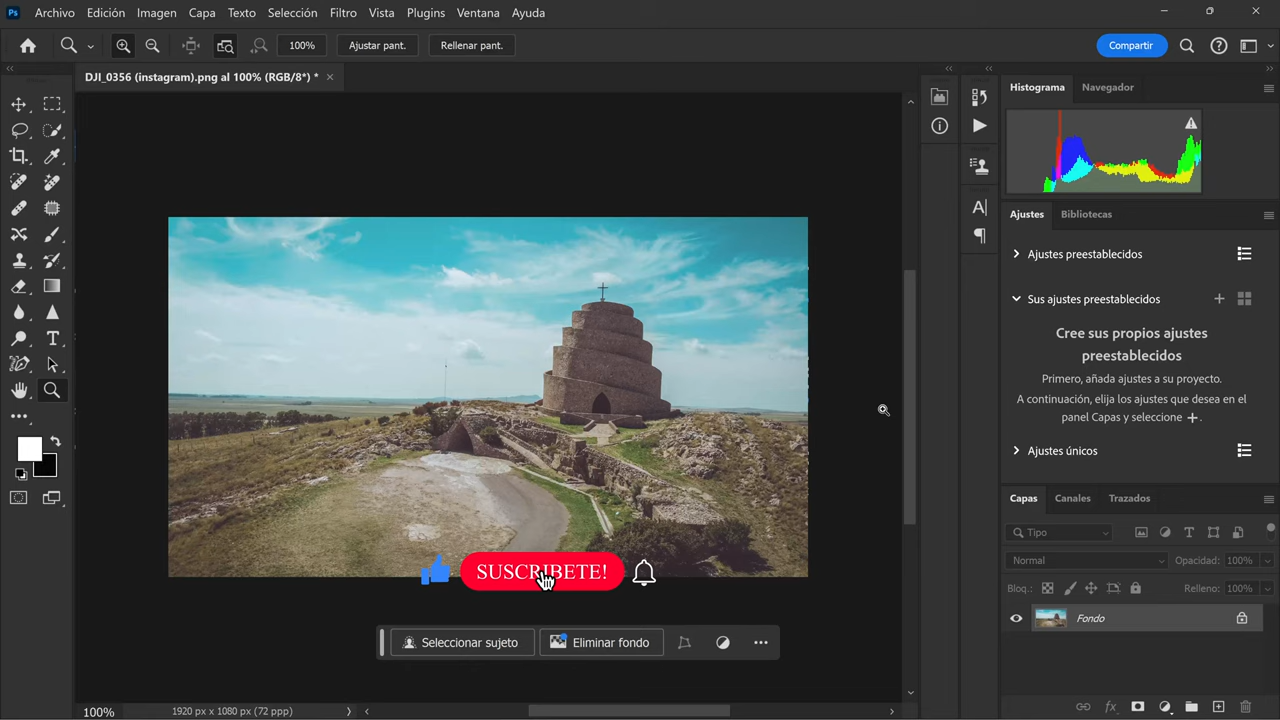 Ps Archivo Edición Imagen Capa Texto Selección Filtro Vista Plugins Ventana Ayuda
100% Ajustar pant. Rellenar pant. Compartir
DJI_0356 (instagram).png al 100% (RGB/8*) *
Histograma Navegador
Ajustes Bibliotecas
Ajustes preestablecidos
Sus ajustes preestablecidos
Cree sus propios ajustes
preestablecidos
Primero, añada ajustes a su proyecto.
A continuación, elija los ajustes que desea en el
panel Capas y seleccione +.
Ajustes únicos
Capas Canales Trazados
Tipo
Normal Opacidad: 100%
Bloq.: Relleno: 100%
Fondo
SUSCRIBETE!
Seleccionar sujeto Eliminar fondo
100% 1920 px x 1080 px (72 ppp)